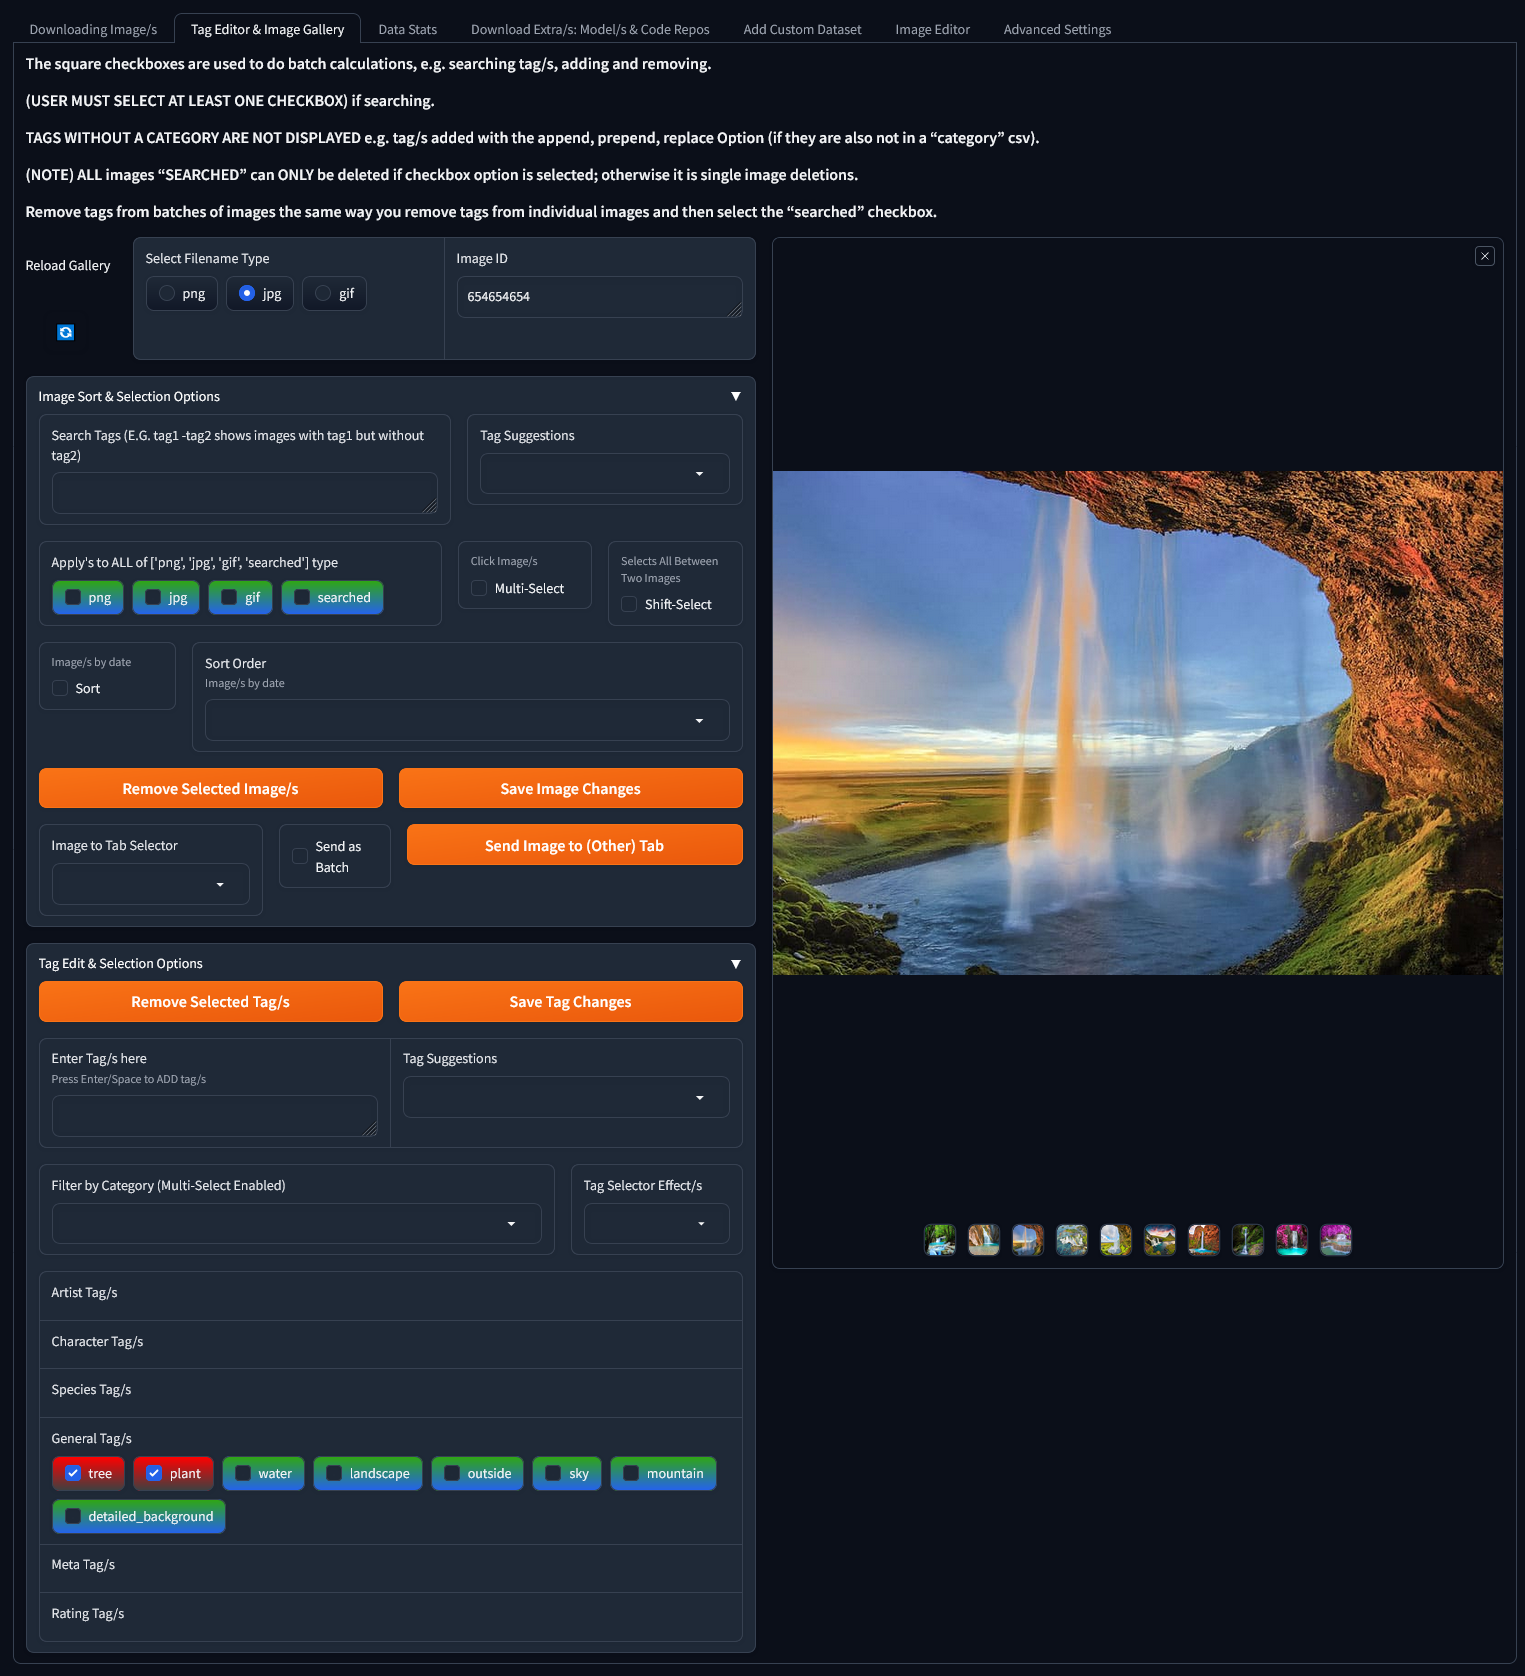 Downloading Image/s
Tag Editor & Image Gallery
Data Stats
Download Extra/s: Model/s & Code Repos
Add Custom Dataset
Image Editor
Advanced Settings
The square checkboxes are used to do batch calculations, e.g. searching tag/s, adding and removing.
(USER MUST SELECT AT LEAST ONE CHECKBOX) if searching.
TAGS WITHOUT A CATEGORY ARE NOT DISPLAYED e.g. tag/s added with the append, prepend, replace Option (if they are also not in a “category” csv).
(NOTE) ALL images “SEARCHED” can ONLY be deleted if checkbox option is selected; otherwise it is single image deletions.
Remove tags from batches of images the same way you remove tags from individual images and then select the “searched” checkbox.
Reload Gallery
Select Filename Type
png
jpg
gif
Image ID
654654654
Image Sort & Selection Options
Search Tags (E.G. tag1 -tag2 shows images with tag1 but without
tag2)
Tag Suggestions
Apply's to ALL of ['png', 'jpg', 'gif', 'searched'] type
png
jpg
gif
searched
Click Image/s
Multi-Select
Selects All Between
Two Images
Shift-Select
Image/s by date
Sort
Sort Order
Image/s by date
Remove Selected Image/s
Save Image Changes
Image to Tab Selector
Send as
Batch
Send Image to (Other) Tab
Tag Edit & Selection Options
Remove Selected Tag/s
Save Tag Changes
Enter Tag/s here
Press Enter/Space to ADD tag/s
Tag Suggestions
Filter by Category (Multi-Select Enabled)
Tag Selector Effect/s
Artist Tag/s
Character Tag/s
Species Tag/s
General Tag/s
tree
plant
water
landscape
outside
sky
mountain
detailed_background
Meta Tag/s
Rating Tag/s